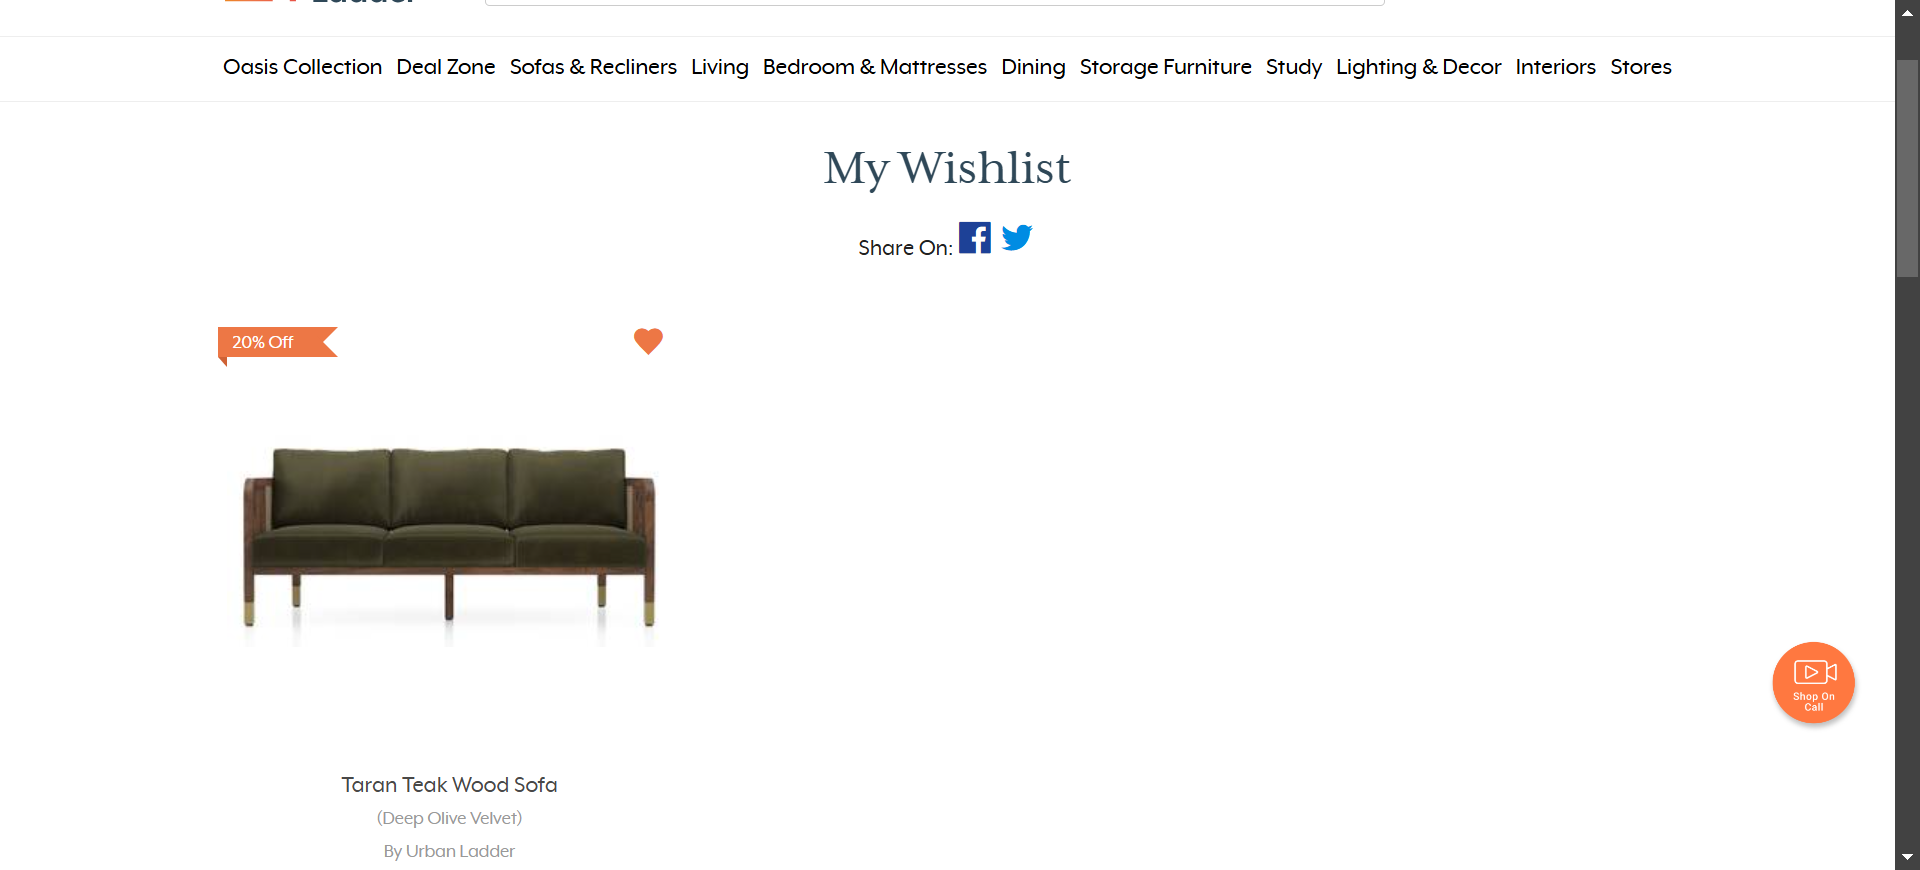 Oasis Collection Deal Zone Sofas & Recliners Living Bedroom & Mattresses Dining Storage Furniture Study Lighting & Decor Interiors Stores
My Wishlist
Share On:
20% Off
Shop On
Call
Taran Teak Wood Sofa
(Deep Olive Velvet)
By Urban Ladder